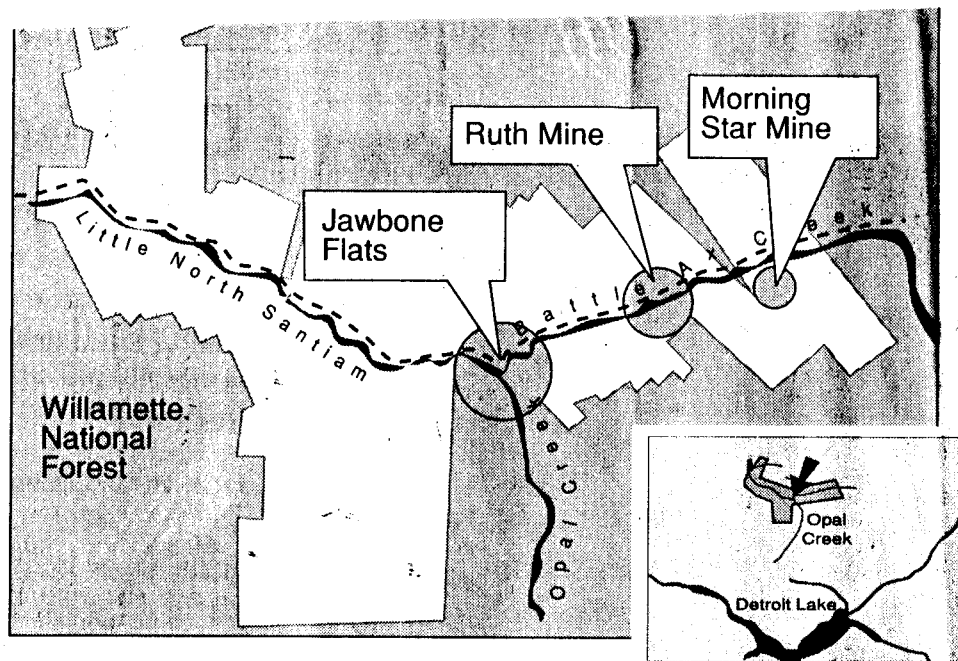 Morning
Star Mine
Ruth Mine
Jawbone
Flats
Little North Santiam
Battle Ax Creek
Opal Creek
Willamette
National
Forest
Opal
Creek
Detroit Lake